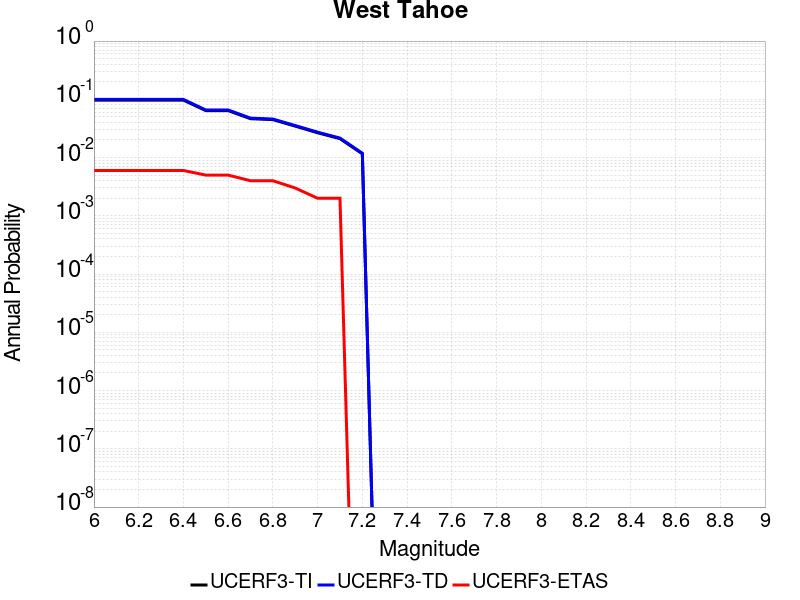 West Tahoe
10^0
10^-1
10^-2
10^-3
10^-4
10^-5
10^-6
10^-7
10^-8
Annual Probability
6 6.2 6.4 6.6 6.8 7 7.2 7.4 7.6 7.8 8 8.2 8.4 8.6 8.8 9
Magnitude
UCERF3-TI UCERF3-TD UCERF3-ETAS